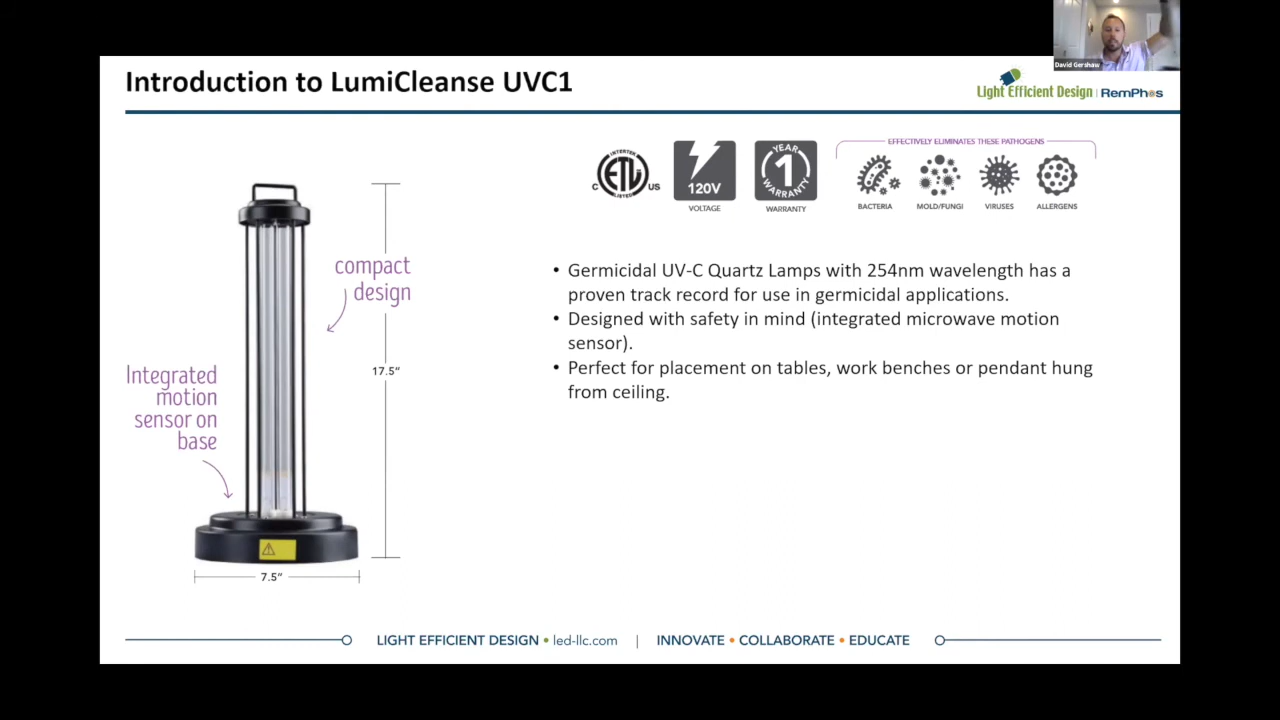 David Gershaw
Introduction to LumiCleanse UVC1
Light Efficient Design | RemPhos
EFFECTIVELY ELIMINATES THESE PATHOGENS
INTERTEK
C ETL US
LISTED
120V
VOLTAGE
1 YEAR
WARRANTY
WARRANTY
BACTERIA
MOLD/FUNGI
VIRUSES
ALLERGENS
compact
design
17.5“
Integrated
motion
sensor on
base
7.5“
• Germicidal UV-C Quartz Lamps with 254nm wavelength has a
proven track record for use in germicidal applications.
• Designed with safety in mind (integrated microwave motion
sensor).
• Perfect for placement on tables, work benches or pendant hung
from ceiling.
LIGHT EFFICIENT DESIGN • led-llc.com | INNOVATE • COLLABORATE • EDUCATE